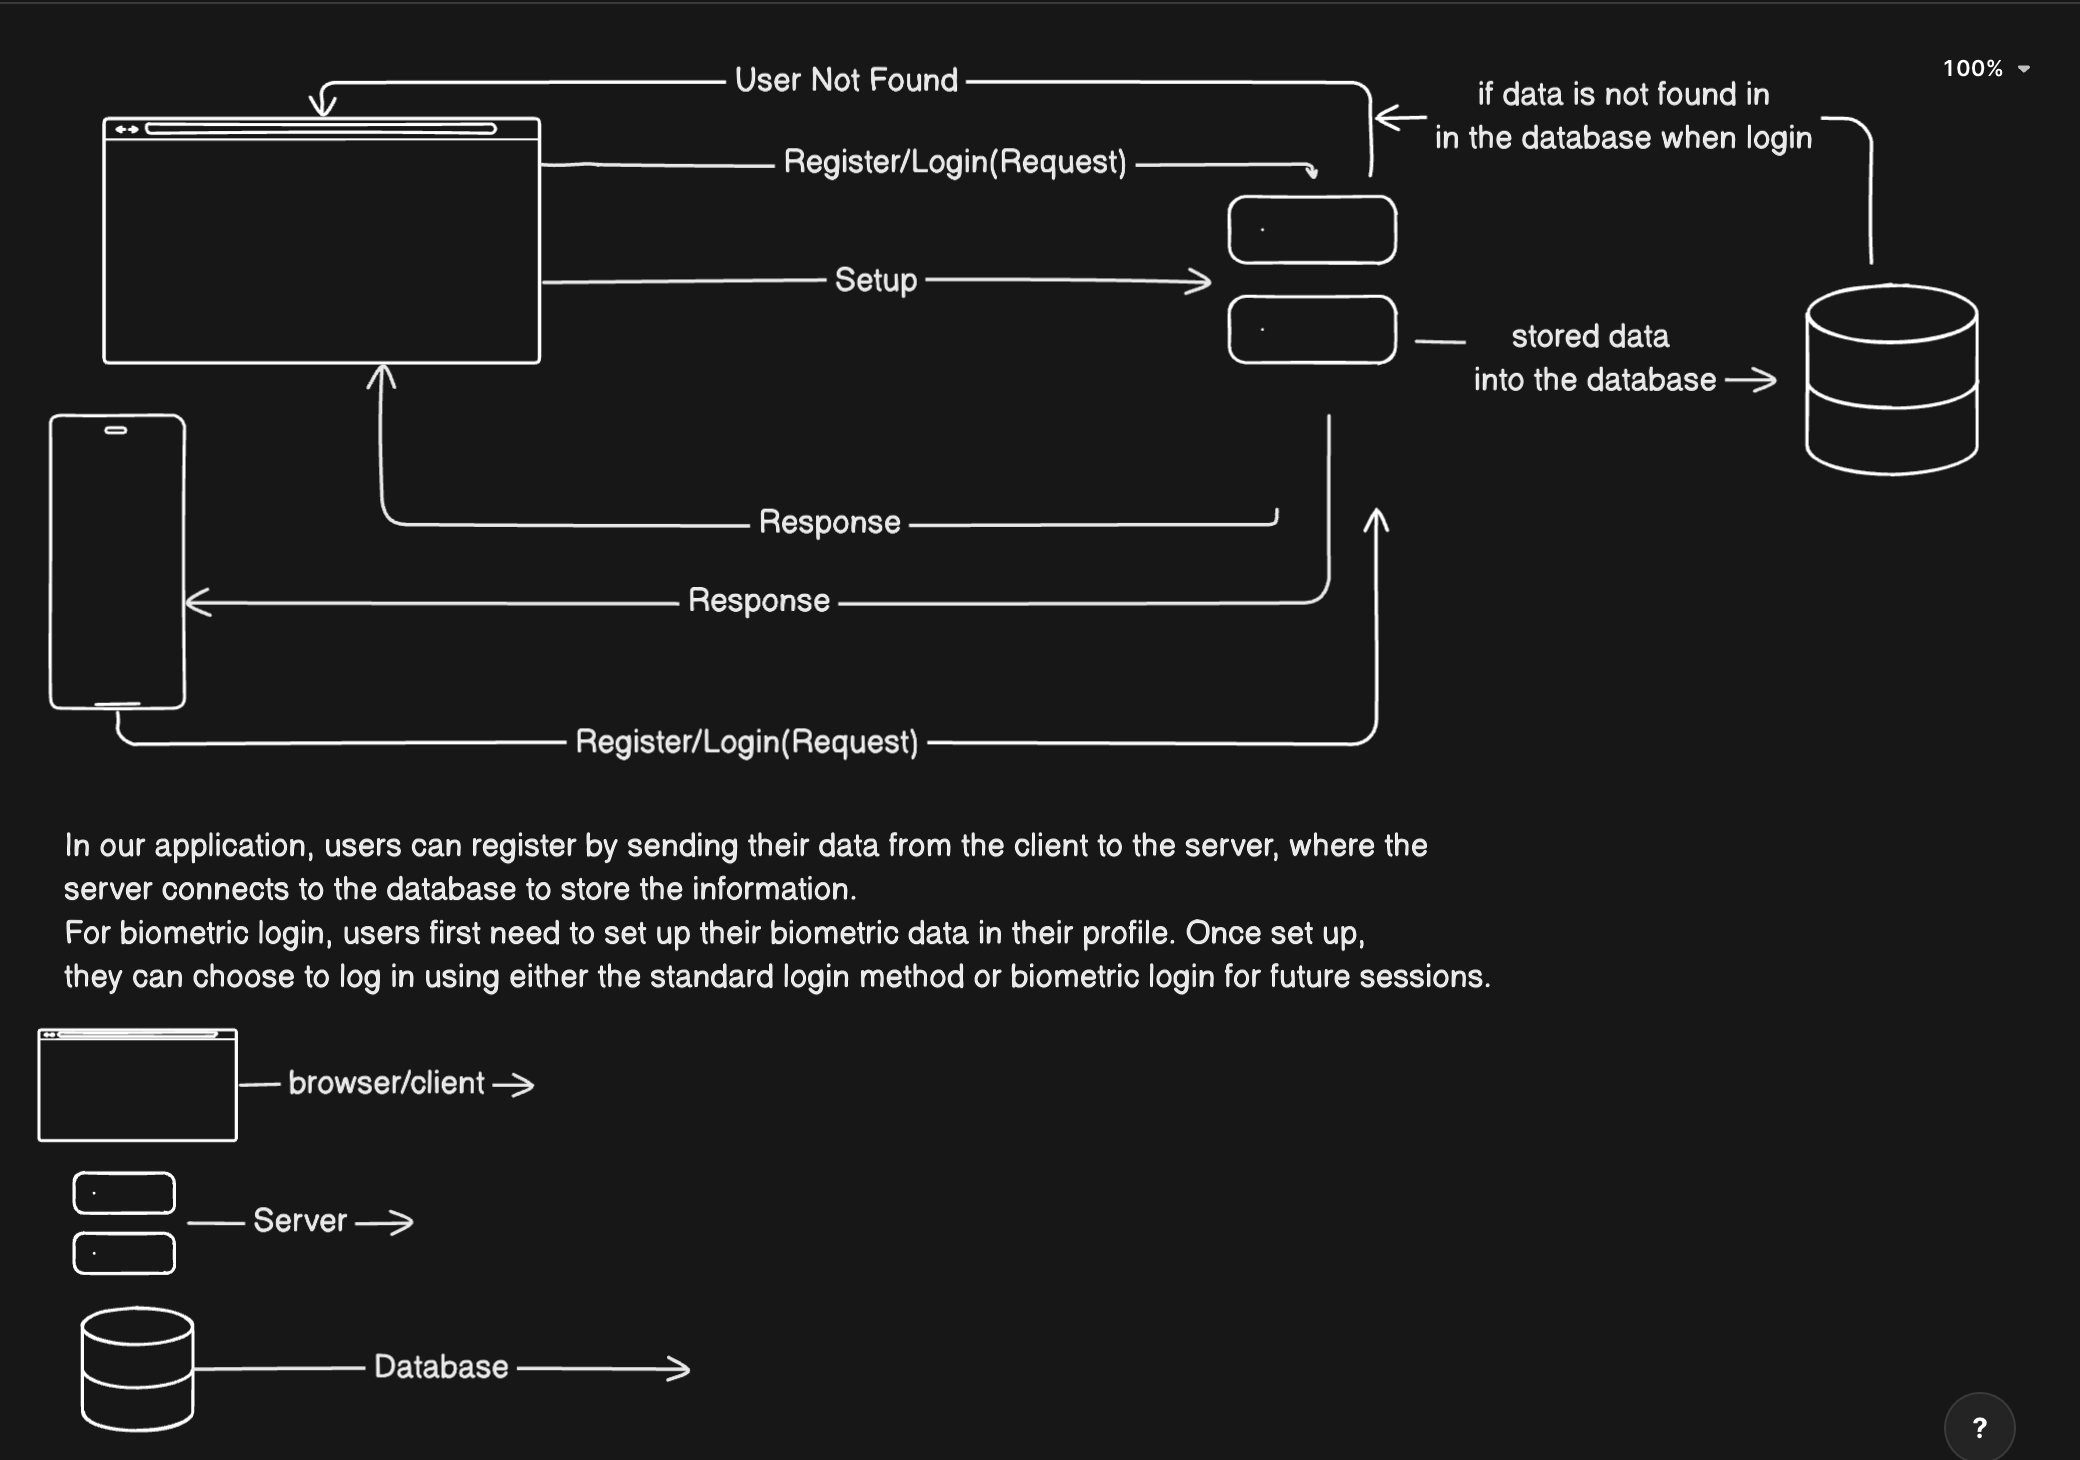 User Not Found
100%
if data is not found in
in the database when login
Register/Login(Request)
Setup
stored data
into the database
Response
Response
Register/Login(Request)
In our application, users can register by sending their data from the client to the server, where the
server connects to the database to store the information.
For biometric login, users first need to set up their biometric data in their profile. Once set up,
they can choose to log in using either the standard login method or biometric login for future sessions.
browser/client
Server
Database
?